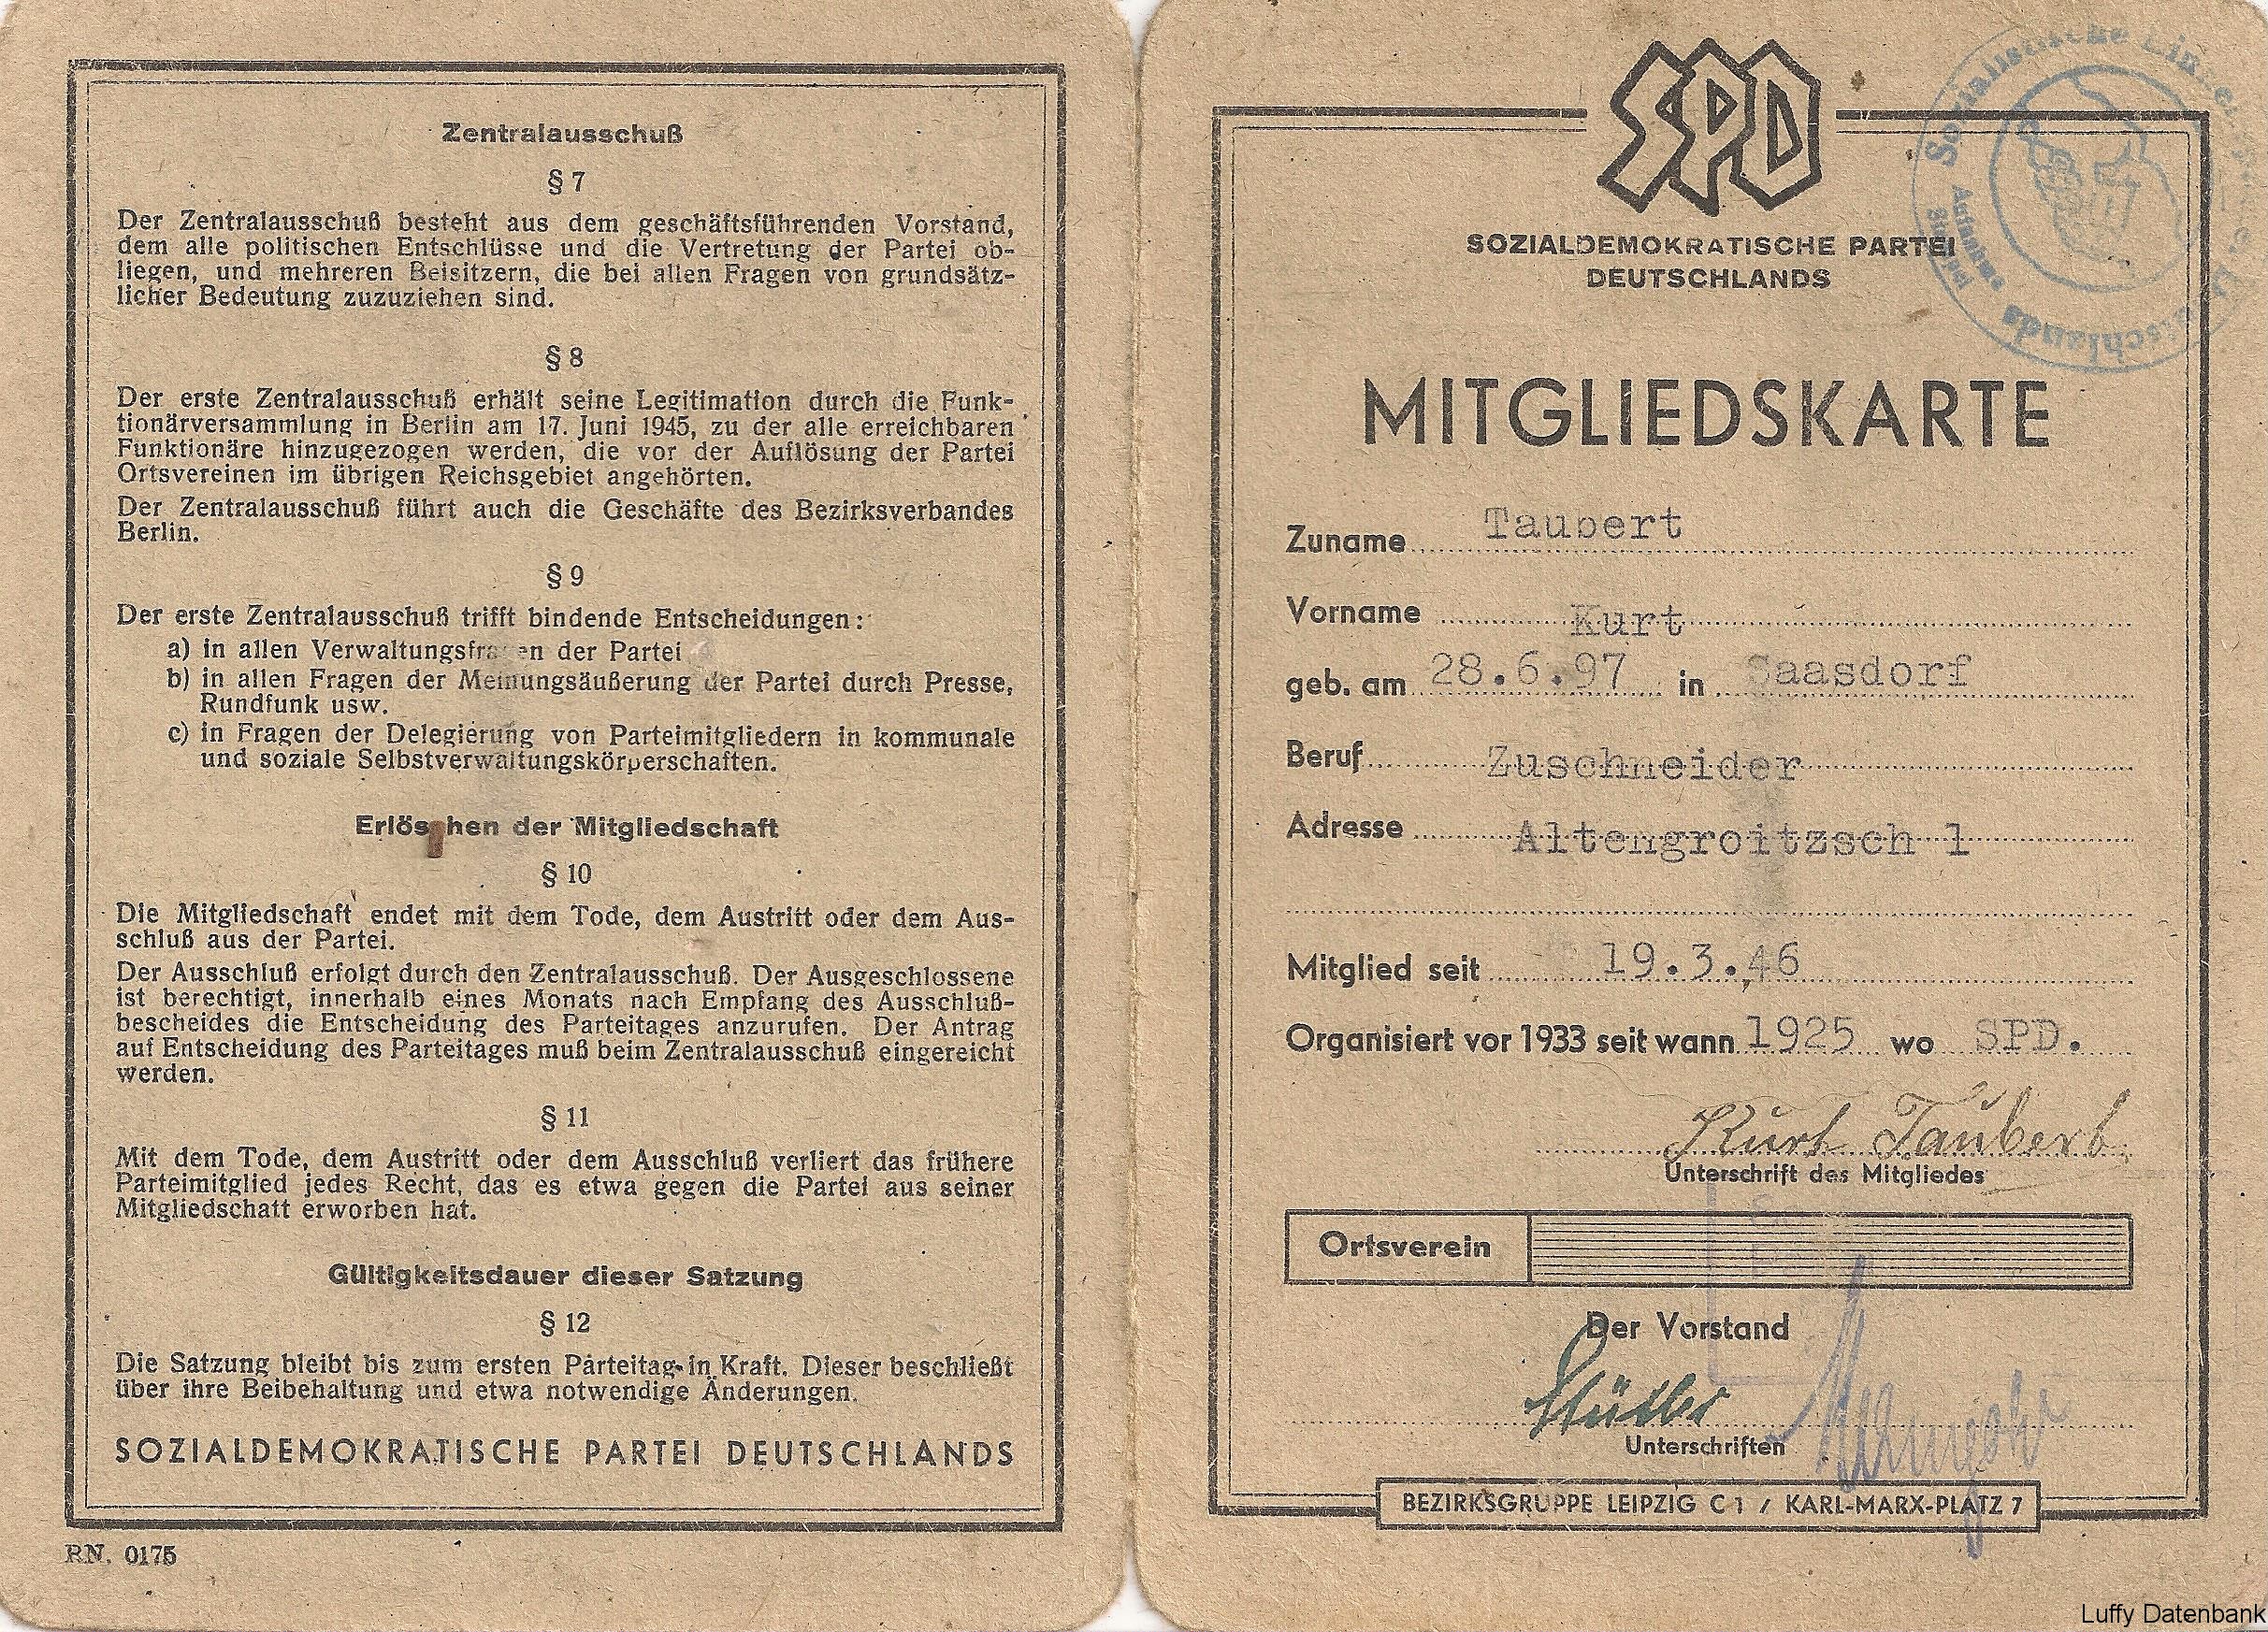 Zentralausschuß
§ 7
Der Zentralausschuß besteht aus dem geschäftsführenden Vorstand,
dem alle politischen Entschlüsse und die Vertretung der Partei ob-
liegen, und mehreren Beisitzern, die bei allen Fragen von grundsätz-
licher Bedeutung zuzuziehen sind.
§ 8
Der erste Zentralausschuß erhält seine Legitimation durch die Funk-
tionärversammlung in Berlin am 17. Juni 1945, zu der alle erreichbaren
Funktionäre hinzugezogen werden, die vor der Auflösung der Partei
Ortsvereinen im übrigen Reichsgebiet angehörten.
Der Zentralausschuß führt auch die Geschäfte des Bezirksverbandes
Berlin.
§ 9
Der erste Zentralausschuß trifft bindende Entscheidungen:
a) in allen Verwaltungsfragen der Partei
b) in allen Fragen der Meinungsäußerung der Partei durch Presse,
Rundfunk usw.
c) in Fragen der Delegierung von Parteimitgliedern in kommunale
und soziale Selbstverwaltungskörperschaften.
Erlöschen der Mitgliedschaft
§ 10
Die Mitgliedschaft endet mit dem Tode, dem Austritt oder dem Aus-
schluß aus der Partei.
Der Ausschluß erfolgt durch den Zentralausschuß. Der Ausgeschlossene
ist berechtigt, innerhalb eines Monats nach Empfang des Ausschluß-
bescheides die Entscheidung des Parteitages anzurufen. Der Antrag
auf Entscheidung des Parteitages muß beim Zentralausschuß eingereicht
werden.
§ 11
Mit dem Tode, dem Austritt oder dem Ausschluß verliert das frühere
Parteimitglied jedes Recht, das es etwa gegen die Partei aus seiner
Mitgliedschaft erworben hat.
Gültigkeitsdauer dieser Satzung
§ 12
Die Satzung bleibt bis zum ersten Parteitag in Kraft. Dieser beschließt
über ihre Beibehaltung und etwa notwendige Änderungen.
SOZIALDEMOKRATISCHE PARTEI DEUTSCHLANDS
RN. 0175
SPD
SOZIALDEMOKRATISCHE PARTEI
DEUTSCHLANDS
Sozialistische Deutschlands
MITGLIEDSKARTE
Zuname Taubert
Vorname Kurt
geb. am 28.6.97 in Saasdorf
Beruf Zuschneider
Adresse Altengroitzsch 1
Mitglied seit 19.3.46
Organisiert vor 1933 seit wann 1925 wo SPD.
Kurt Taubert
Unterschrift des Mitgliedes
Ortsverein
Der Vorstand
Unterschriften
BEZIRKSGRUPPE LEIPZIG C 1 / KARL-MARX-PLATZ 7
Luffy Datenbank